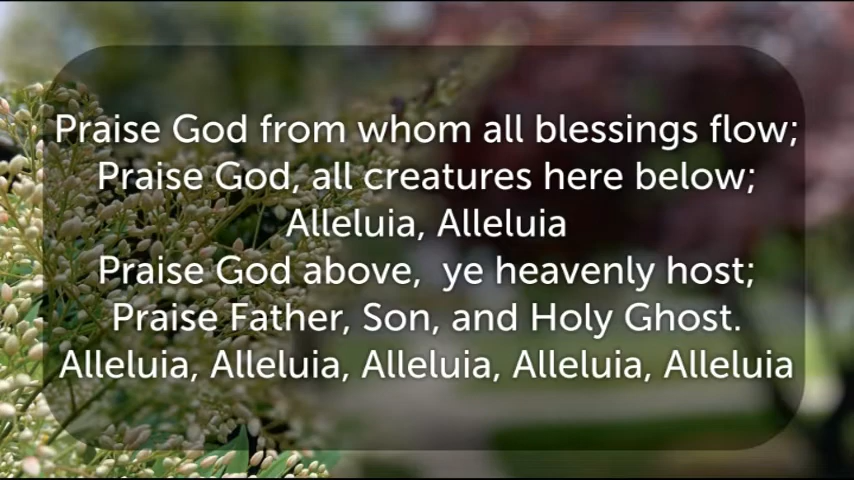 Praise God from whom all blessings flow;
Praise God, all creatures here below;
Alleluia, Alleluia
Praise God above,  ye heavenly host;
Praise Father, Son, and Holy Ghost.
Alleluia, Alleluia, Alleluia, Alleluia, Alleluia